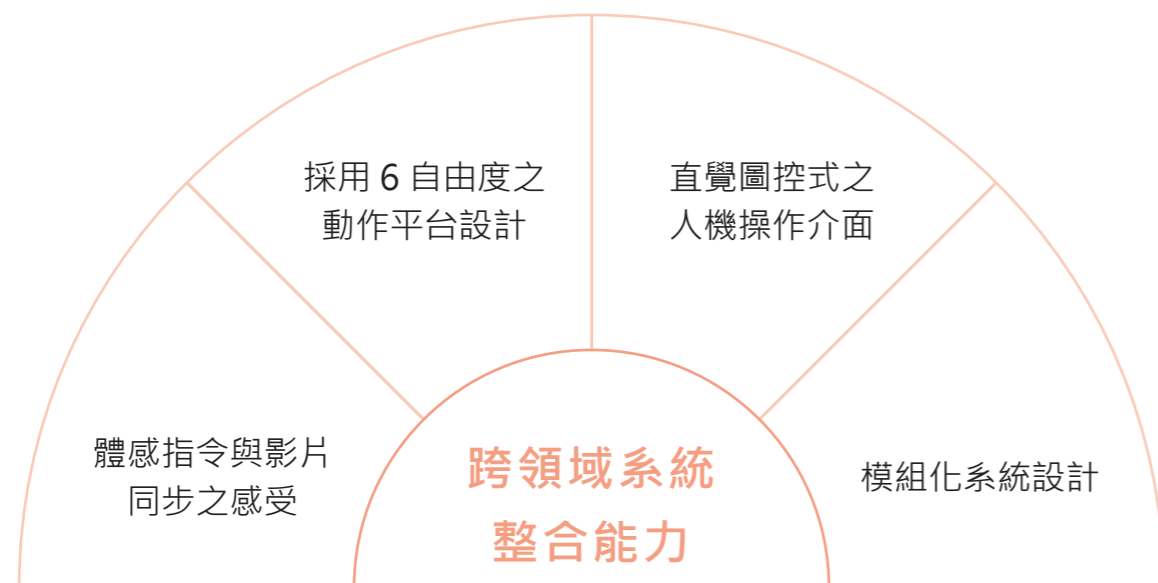 採用 6 自由度之
動作平台設計
直覺圖控式之
人機操作介面
體感指令與影片
同步之感受
跨領域系統
整合能力
模組化系統設計